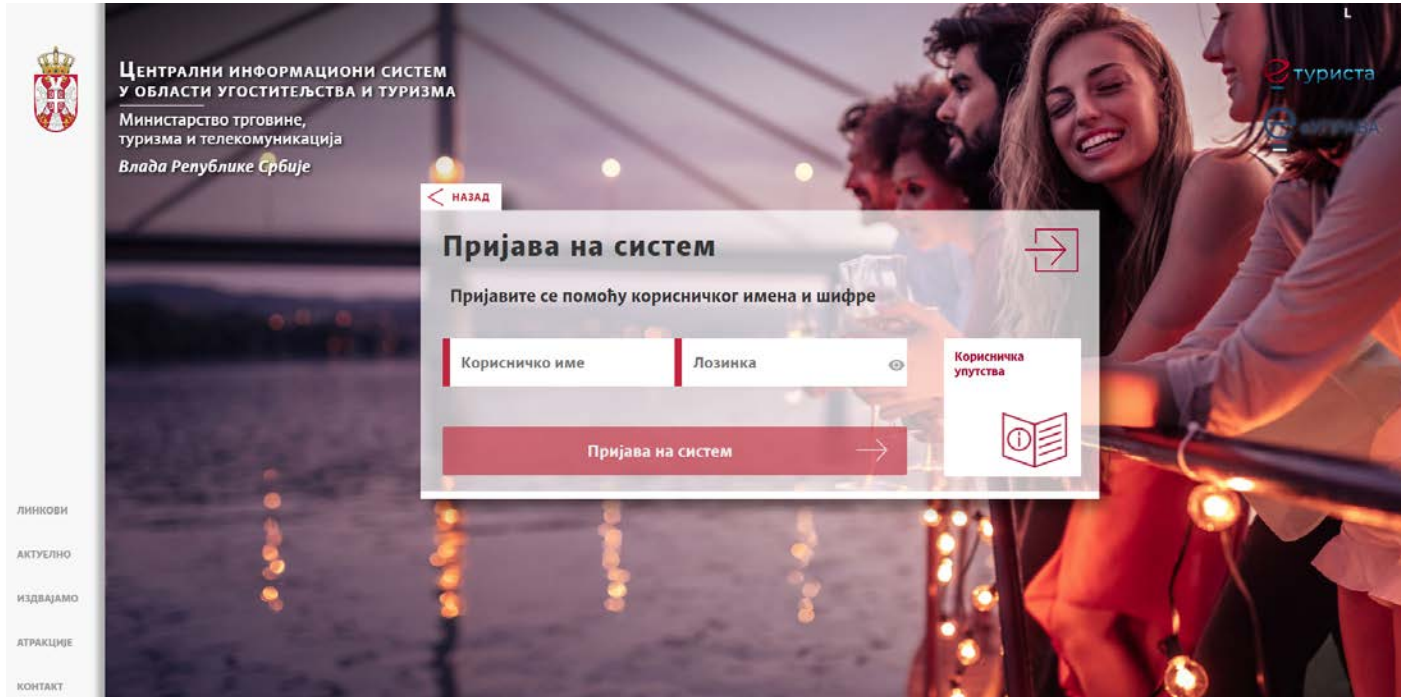 L
Централни информациони систем
у области угоститељства и туризма
Министарство трговине,
туризма и телекомуникација
Влада Републике Србије
е туриста
еУПРАВА
НАЗАД
Пријава на систем
Пријавите се помоћу корисничког имена и шифре
Корисничко име
Лозинка
Корисничка
упутства
Пријава на систем
ЛИНКОВИ
АКТУЕЛНО
ИЗДВАЈАМО
АТРАКЦИЈЕ
КОНТАКТ